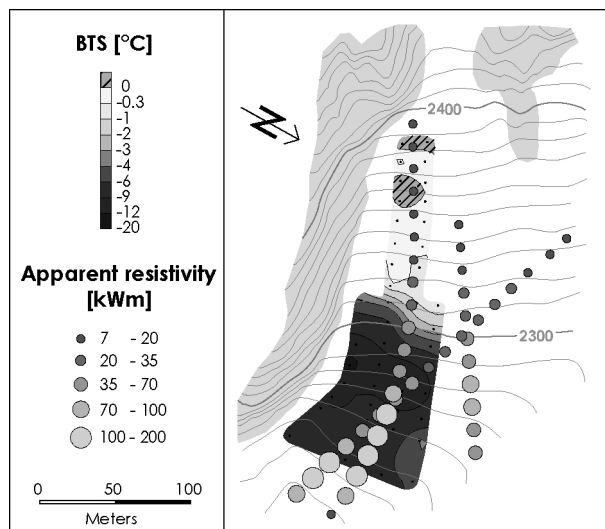 BTS [°C]
0
-0.3
-1
-2
-3
-4
-6
-9
-12
-20
Apparent resistivity
[kWm]
7 - 20
20 - 35
35 - 70
70 - 100
100 - 200
0 50 100
Meters
N
2400
2300